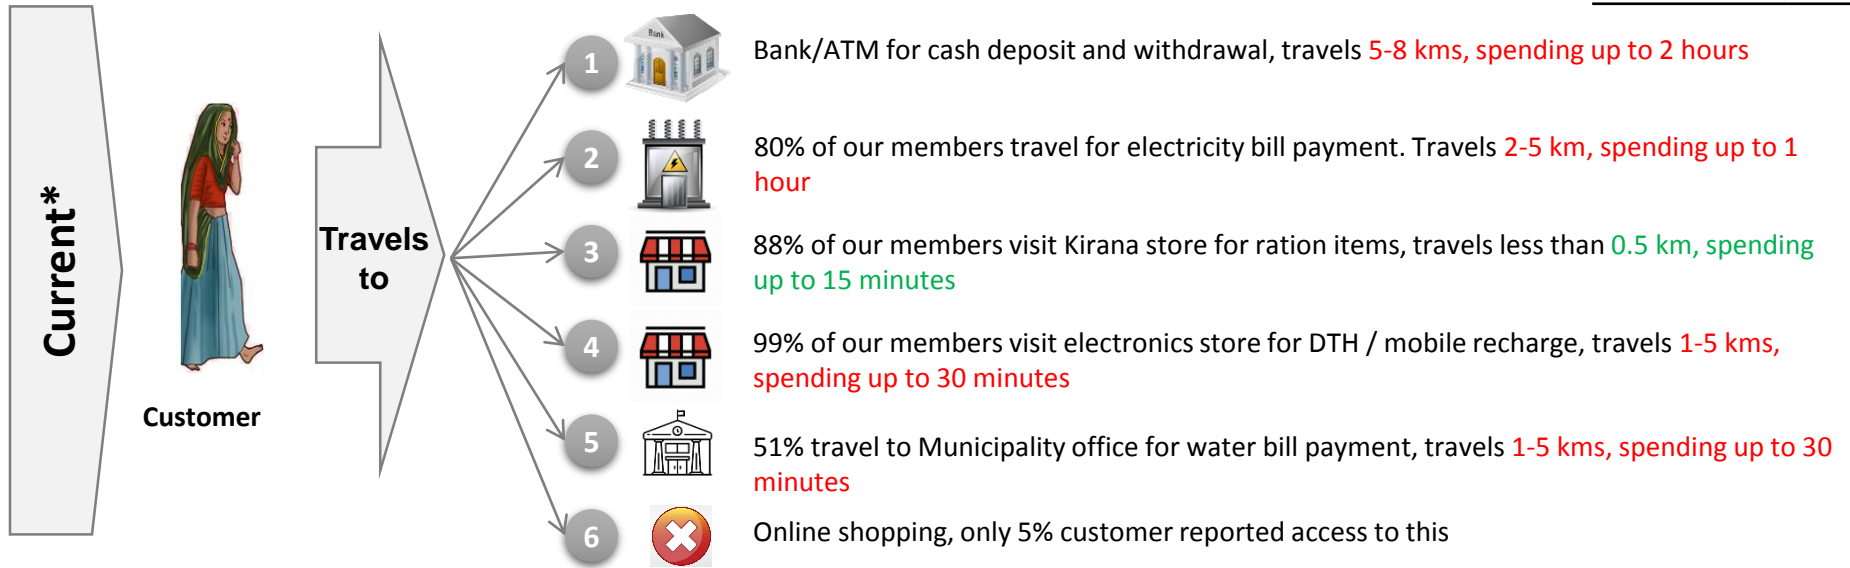 Current*
Customer
Travels
to
1
Bank
Bank/ATM for cash deposit and withdrawal, travels 5-8 kms, spending up to 2 hours
2
80% of our members travel for electricity bill payment. Travels 2-5 km, spending up to 1
hour
3
88% of our members visit Kirana store for ration items, travels less than 0.5 km, spending
up to 15 minutes
4
99% of our members visit electronics store for DTH / mobile recharge, travels 1-5 kms,
spending up to 30 minutes
5
51% travel to Municipality office for water bill payment, travels 1-5 kms, spending up to 30
minutes
6
Online shopping, only 5% customer reported access to this